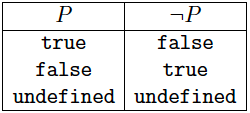 P ¬P
true false
false true
undefined undefined